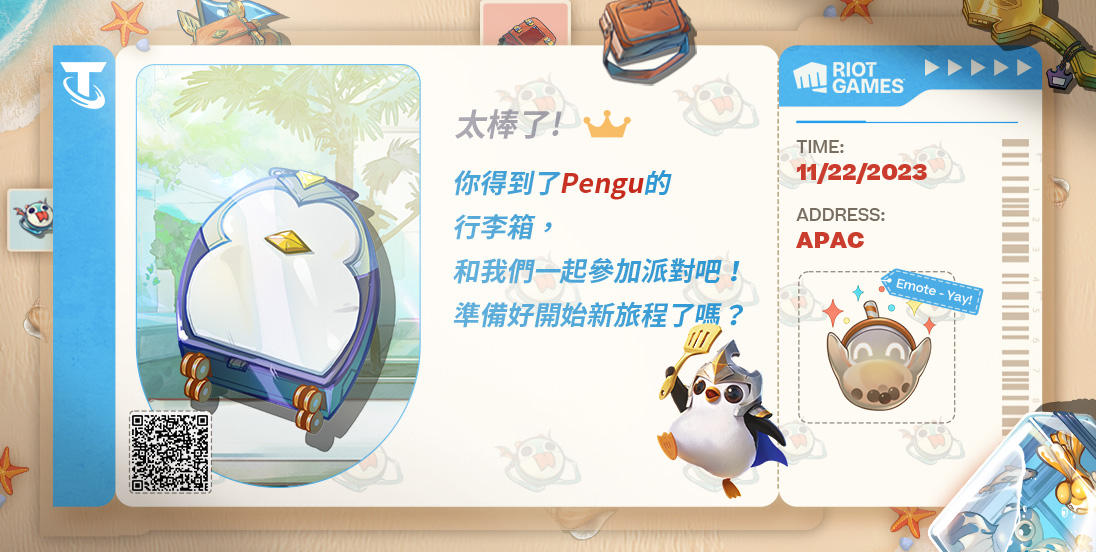 太棒了!
你得到了Pengu的
行李箱，
和我們一起參加派對吧！
準備好開始新旅程了嗎？
RIOT
GAMES
TIME:
11/22/2023
ADDRESS:
APAC
Emote - Yay!